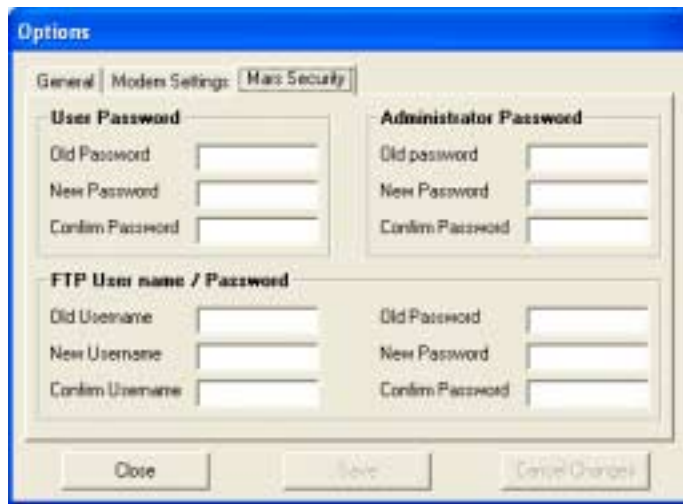 Options
General Modem Settings Mars Security
User Password
Old Password
New Password
Confirm Password
Administrator Password
Old password
New Password
Confirm Password
FTP User name / Password
Old Username
New Username
Confirm Username
Old Password
New Password
Confirm Password
Close Save Cancel Changes